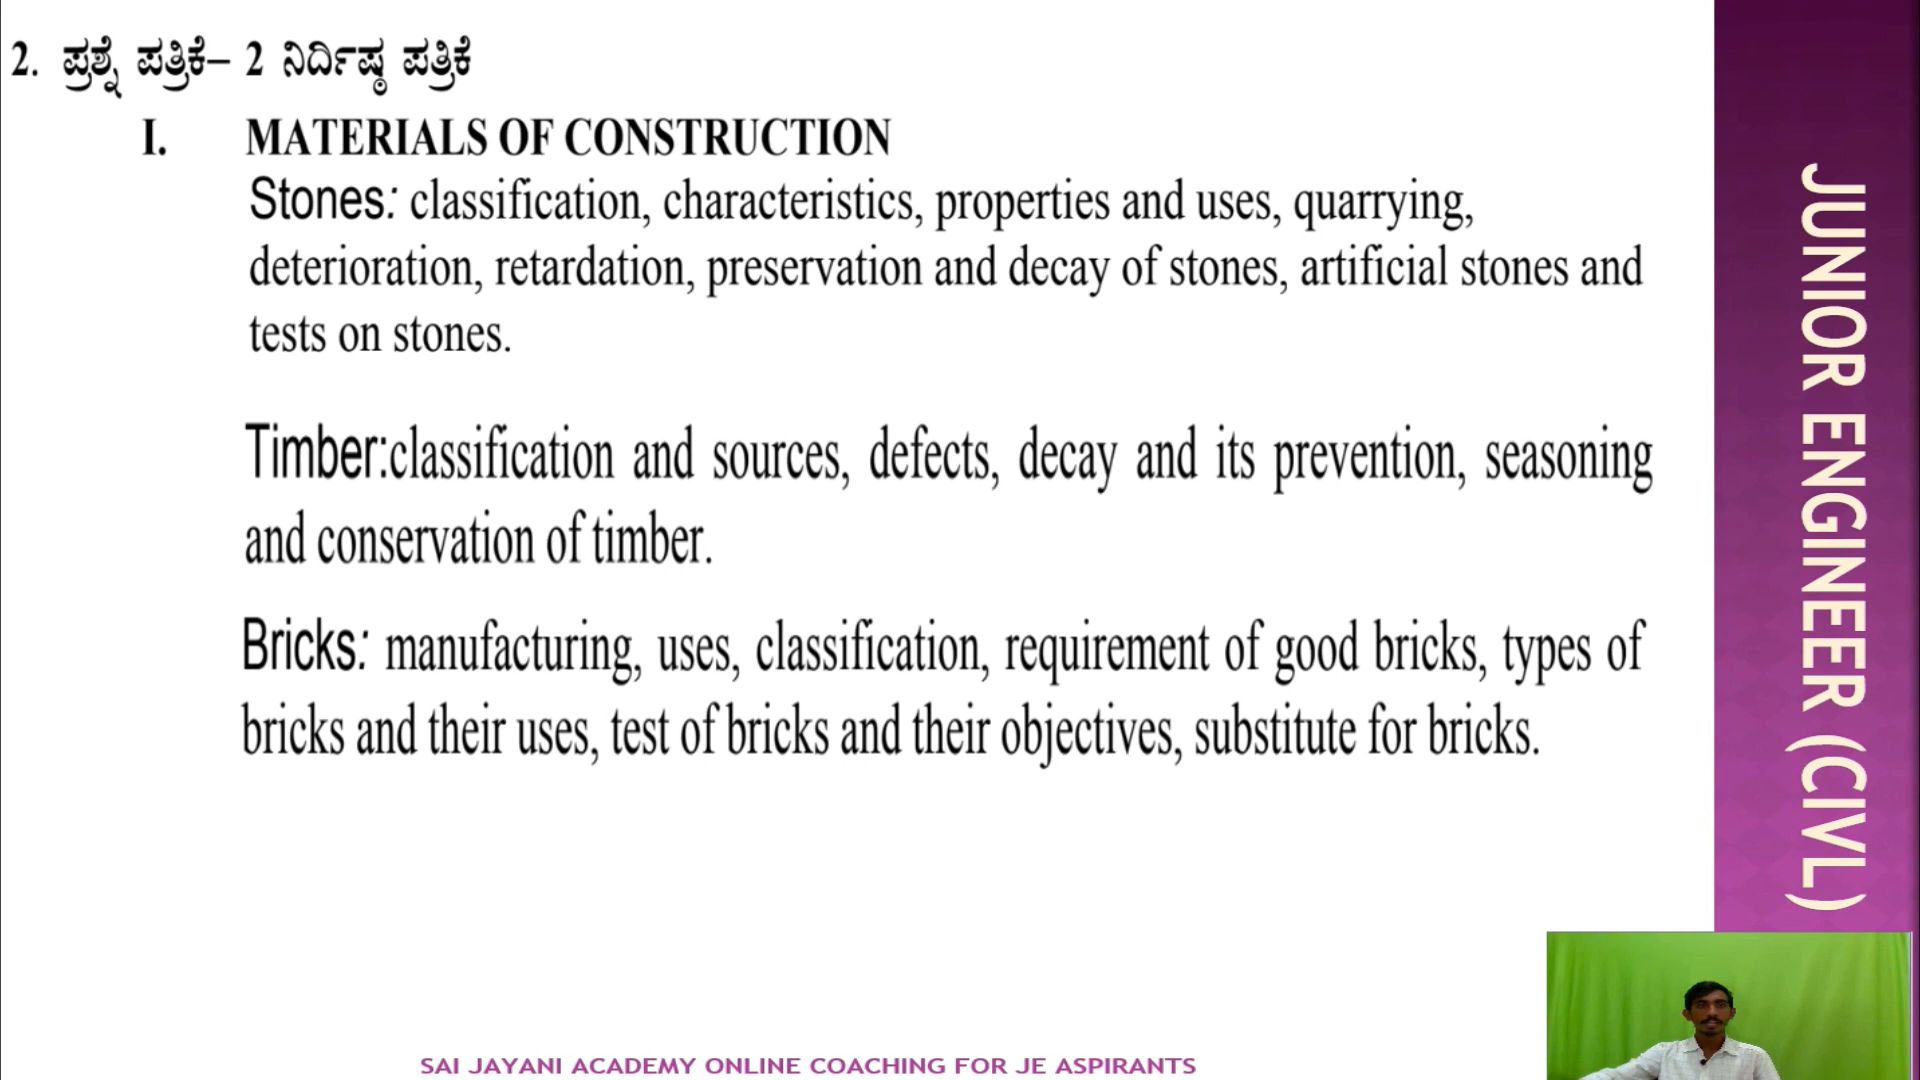 2. ಪ್ರಶ್ನೆ ಪತ್ರಿಕೆ– 2 ನಿರ್ದಿಷ್ಠ ಪತ್ರಿಕೆ
I. MATERIALS OF CONSTRUCTION
Stones: classification, characteristics, properties and uses, quarrying,
deterioration, retardation, preservation and decay of stones, artificial stones and
tests on stones.
Timber:classification and sources, defects, decay and its prevention, seasoning
and conservation of timber.
Bricks: manufacturing, uses, classification, requirement of good bricks, types of
bricks and their uses, test of bricks and their objectives, substitute for bricks.
JUNIOR ENGINEER (CIVL)
SAI JAYANI ACADEMY ONLINE COACHING FOR JE ASPIRANTS